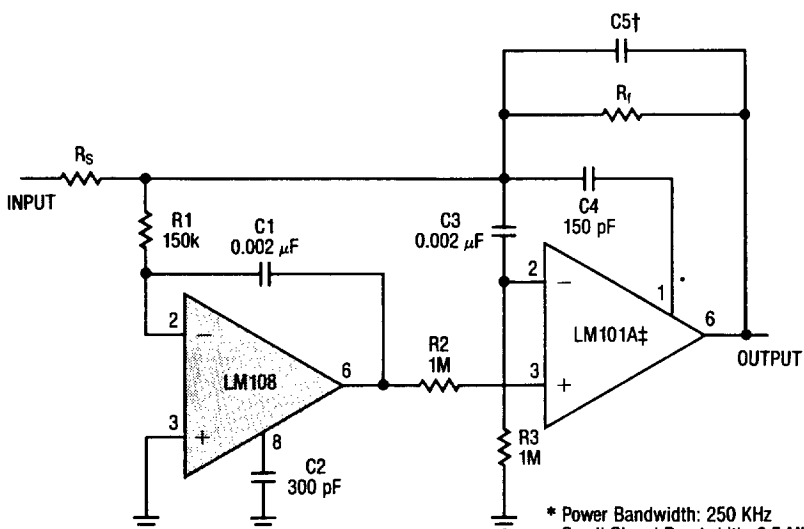 C5†
Rf
RS
INPUT
R1
150k
C1
0.002 µF
C3
0.002 µF
C4
150 pF
2
−
1
LM101A‡
6
OUTPUT
3
+
2
−
LM108
6
3
+
8
R2
1M
C2
300 pF
R3
1M
* Power Bandwidth: 250 KHz